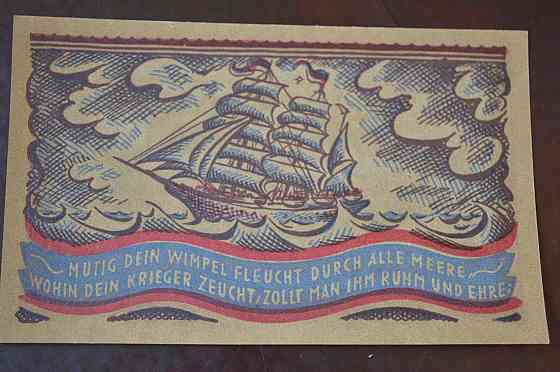 MUTIG DEIN WIMPEL FLEUCHT DURCH ALLE MEERE,
WOHIN DEIN KRIEGER ZEUCHT, ZOLLT MAN IHM RUHM UND EHRE;